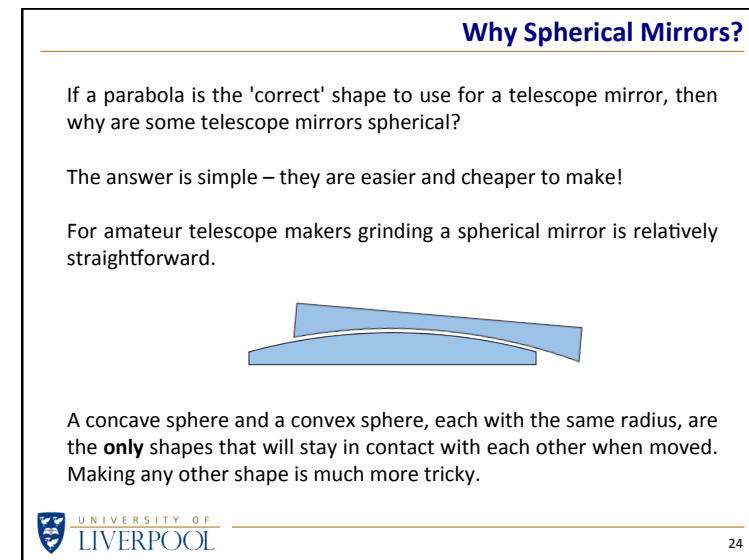 Why Spherical Mirrors?
If a parabola is the 'correct' shape to use for a telescope mirror, then
why are some telescope mirrors spherical?
The answer is simple – they are easier and cheaper to make!
For amateur telescope makers grinding a spherical mirror is relatively
straightforward.
A concave sphere and a convex sphere, each with the same radius, are
the only shapes that will stay in contact with each other when moved.
Making any other shape is much more tricky.
UNIVERSITY OF
LIVERPOOL
24